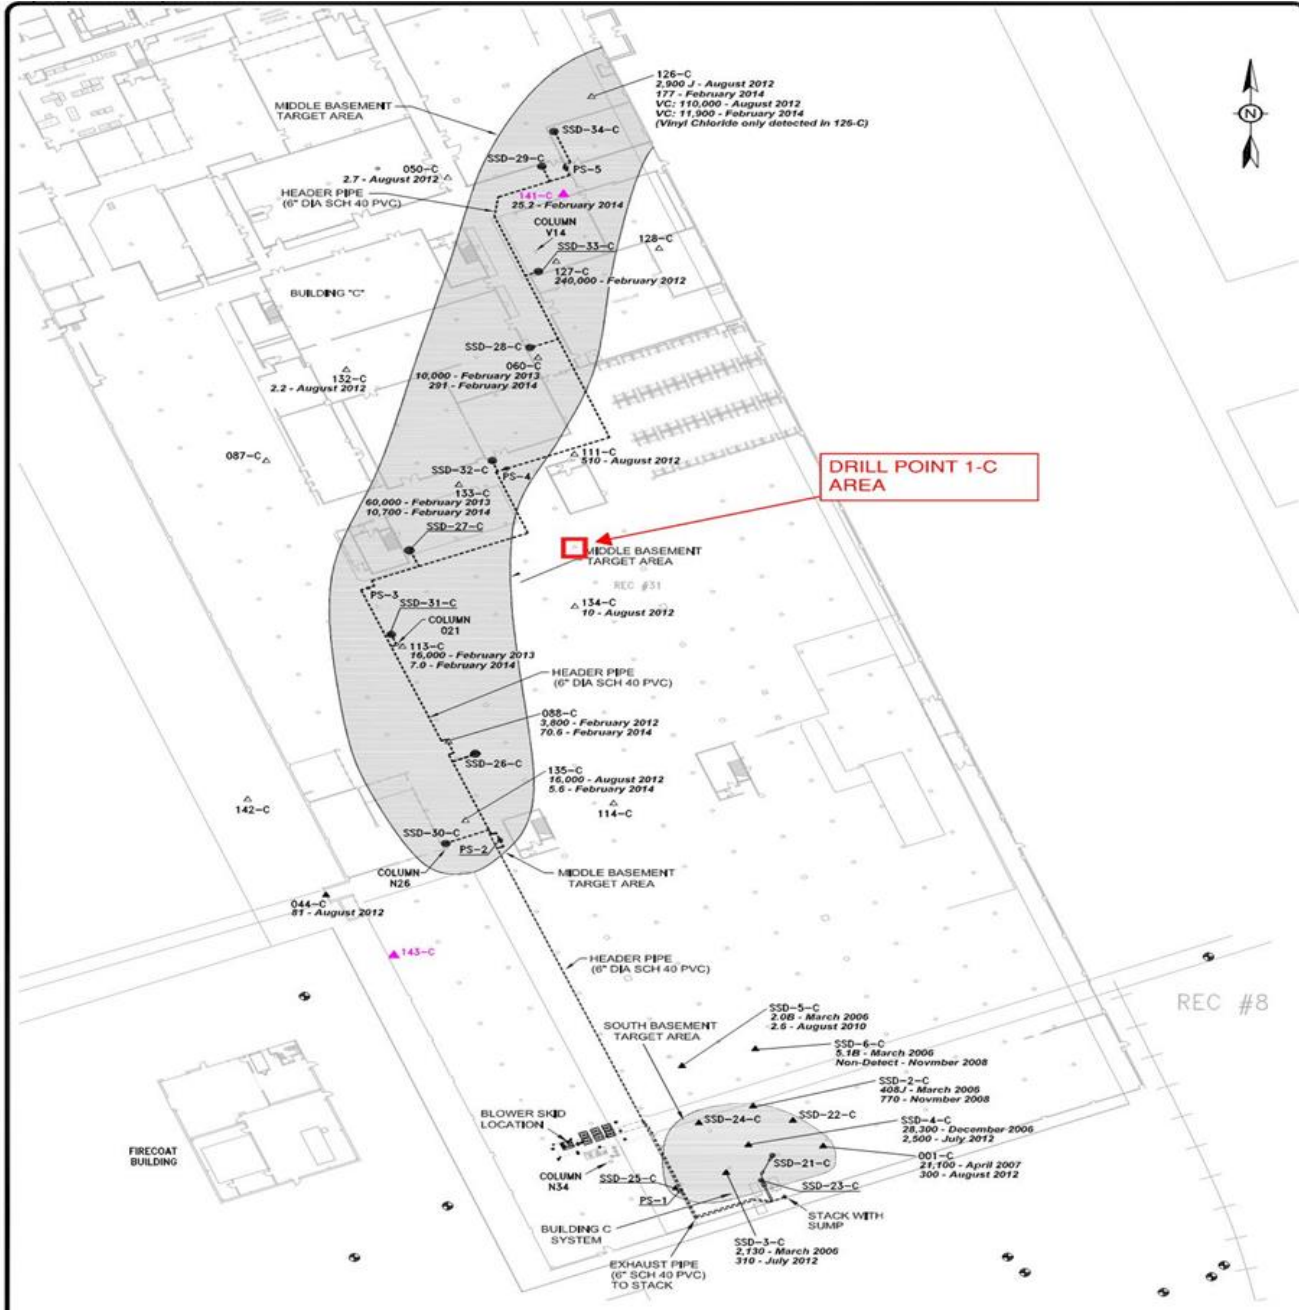 126-C
2,900 J - August 2012
177 - February 2014
VC: 110,000 - August 2012
VC: 11,900 - February 2014
(Vinyl Chloride only detected in 126-C)
MIDDLE BASEMENT
TARGET AREA
SSD-34-C
SSD-29-C
PS-5
050-C
2.7 - August 2012
HEADER PIPE
(6" DIA SCH 40 PVC)
141-C
25.2 - February 2014
COLUMN
V14
SSD-33-C
128-C
127-C
240,000 - February 2012
BUILDING "C"
SSD-28-C
060-C
10,000 - February 2013
291 - February 2014
132-C
2.2 - August 2012
087-C
111-C
510 - August 2012
SSD-32-C
PS-4
DRILL POINT 1-C
AREA
133-C
60,000 - February 2013
10,700 - February 2014
SSD-27-C
MIDDLE BASEMENT
TARGET AREA
REC #31
PS-3
SSD-31-C
COLUMN
021
134-C
10 - August 2012
113-C
16,000 - February 2013
7.0 - February 2014
HEADER PIPE
(6" DIA SCH 40 PVC)
088-C
3,800 - February 2012
70.6 - February 2014
SSD-26-C
135-C
16,000 - August 2012
5.6 - February 2014
142-C
114-C
SSD-30-C
PS-2
COLUMN
N26
MIDDLE BASEMENT
TARGET AREA
044-C
81 - August 2012
143-C
HEADER PIPE
(6" DIA SCH 40 PVC)
REC #8
SSD-5-C
2.0B - March 2006
2.6 - August 2010
SOUTH BASEMENT
TARGET AREA
SSD-6-C
5.1B - March 2006
Non-Detect - Novmber 2008
SSD-2-C
408J - March 2006
770 - Novmber 2008
BLOWER SKID
LOCATION
SSD-24-C
SSD-22-C
SSD-4-C
28,300 - December 2006
2,500 - July 2012
FIRECOAT
BUILDING
001-C
21,100 - April 2007
300 - August 2012
SSD-21-C
COLUMN
N34
SSD-25-C
PS-1
SSD-23-C
STACK WITH
SUMP
BUILDING C
SYSTEM
SSD-3-C
2,130 - March 2006
310 - July 2012
EXHAUST PIPE
(6" SCH 40 PVC)
TO STACK
N